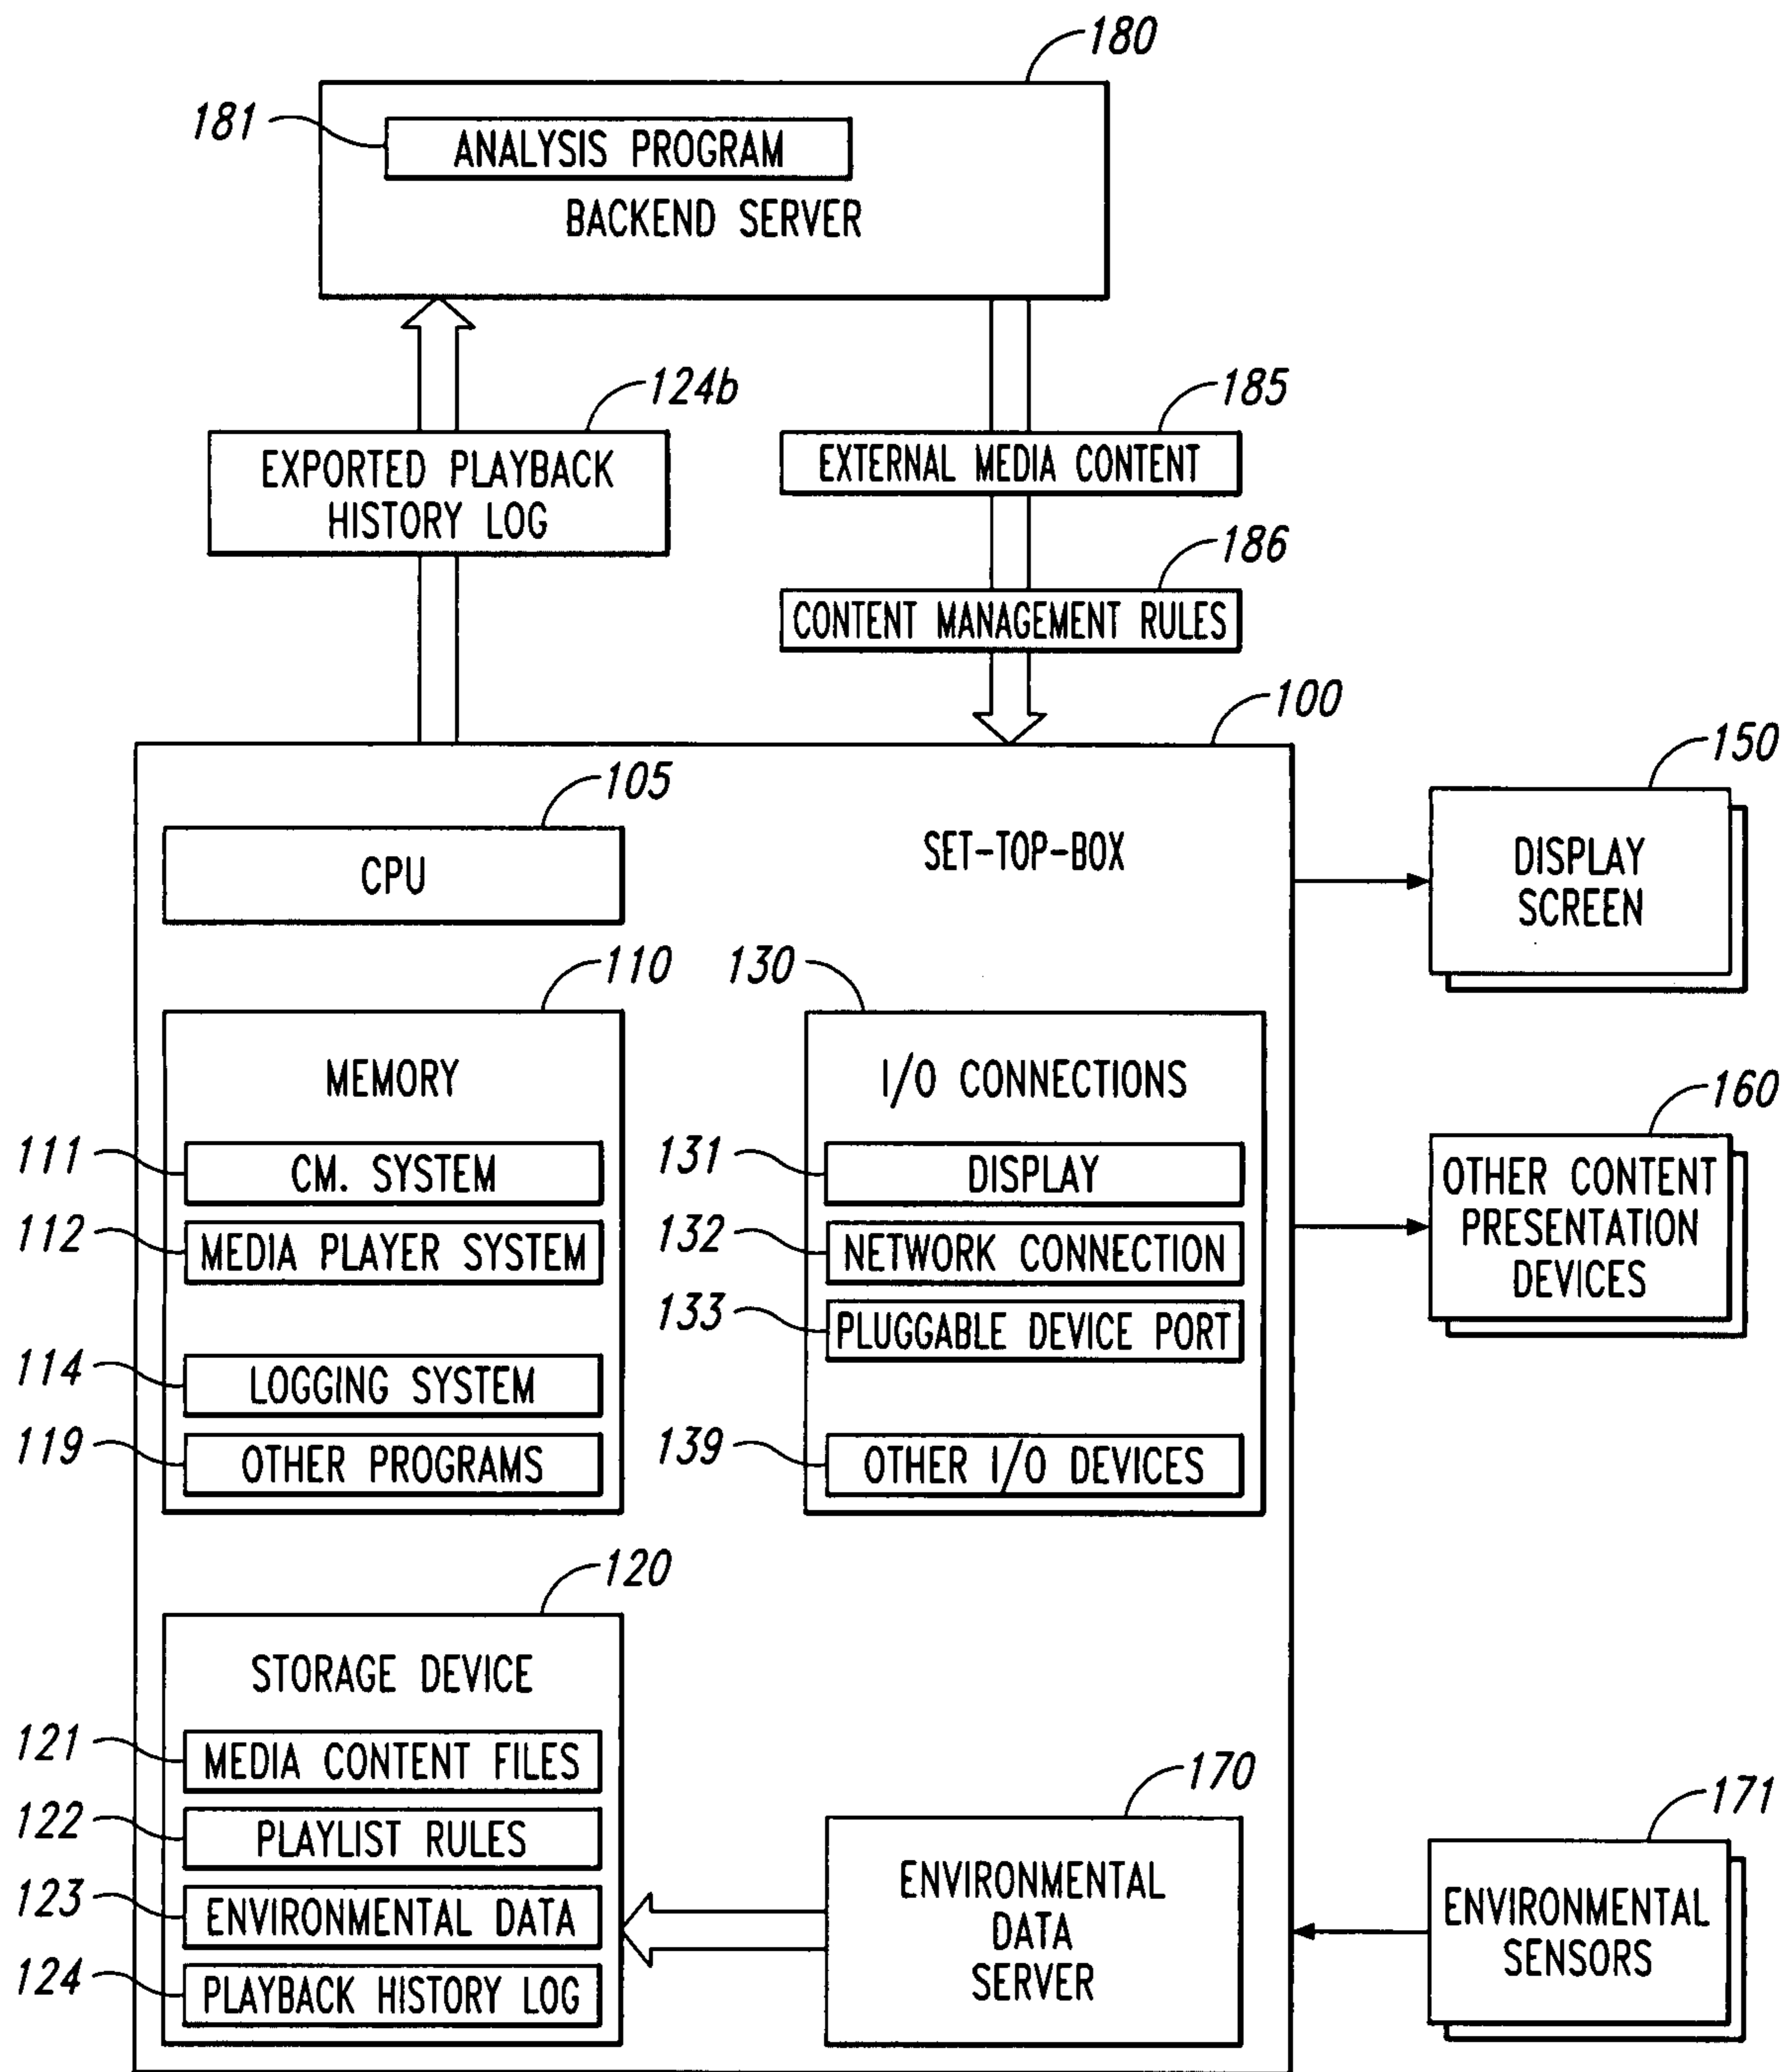 180
181
ANALYSIS PROGRAM
BACKEND SERVER
124b
EXPORTED PLAYBACK
HISTORY LOG
185
EXTERNAL MEDIA CONTENT
186
CONTENT MANAGEMENT RULES
100
SET-TOP-BOX
105
CPU
150
DISPLAY
SCREEN
110
MEMORY
111
CM. SYSTEM
112
MEDIA PLAYER SYSTEM
114
LOGGING SYSTEM
119
OTHER PROGRAMS
130
I/O CONNECTIONS
131
DISPLAY
132
NETWORK CONNECTION
133
PLUGGABLE DEVICE PORT
139
OTHER I/O DEVICES
160
OTHER CONTENT
PRESENTATION
DEVICES
120
STORAGE DEVICE
121
MEDIA CONTENT FILES
122
PLAYLIST RULES
123
ENVIRONMENTAL DATA
124
PLAYBACK HISTORY LOG
170
ENVIRONMENTAL
DATA
SERVER
171
ENVIRONMENTAL
SENSORS